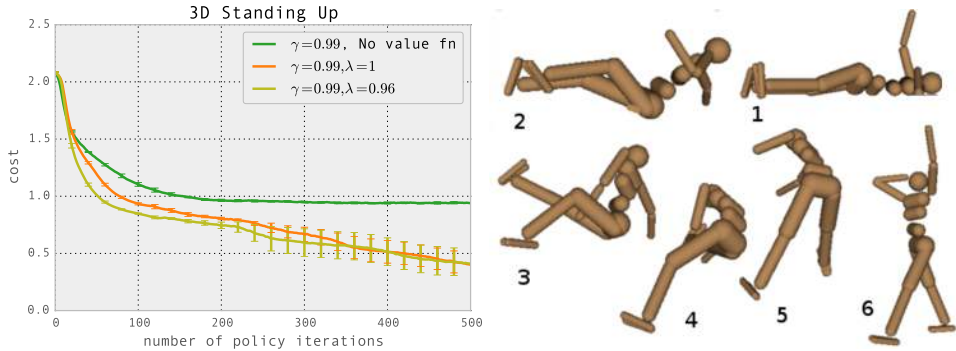 3D Standing Up
2.5
2.0
1.5
1.0
0.5
0.0
cost
γ=0.99, No value fn
γ=0.99,λ=1
γ=0.99,λ=0.96
0 100 200 300 400 500
number of policy iterations
2 1
3 4 5 6